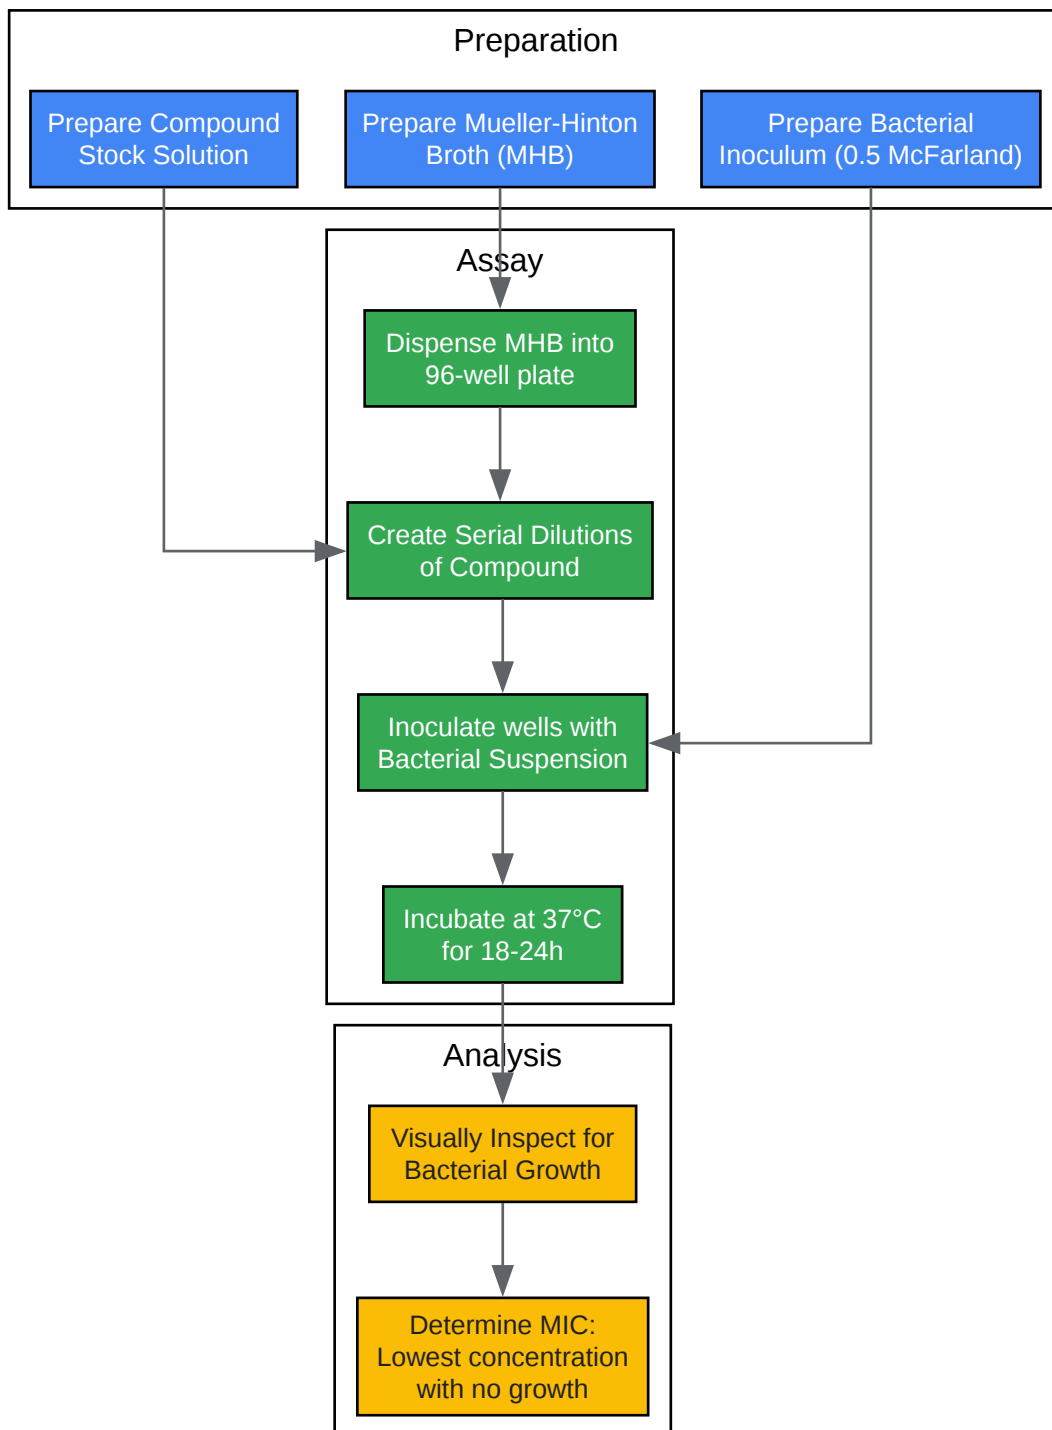 Preparation
Prepare Compound
Stock Solution
Prepare Mueller-Hinton
Broth (MHB)
Prepare Bacterial
Inoculum (0.5 McFarland)
Assay
Dispense MHB into
96-well plate
Create Serial Dilutions
of Compound
Inoculate wells with
Bacterial Suspension
Incubate at 37°C
for 18-24h
Analysis
Visually Inspect for
Bacterial Growth
Determine MIC:
Lowest concentration
with no growth